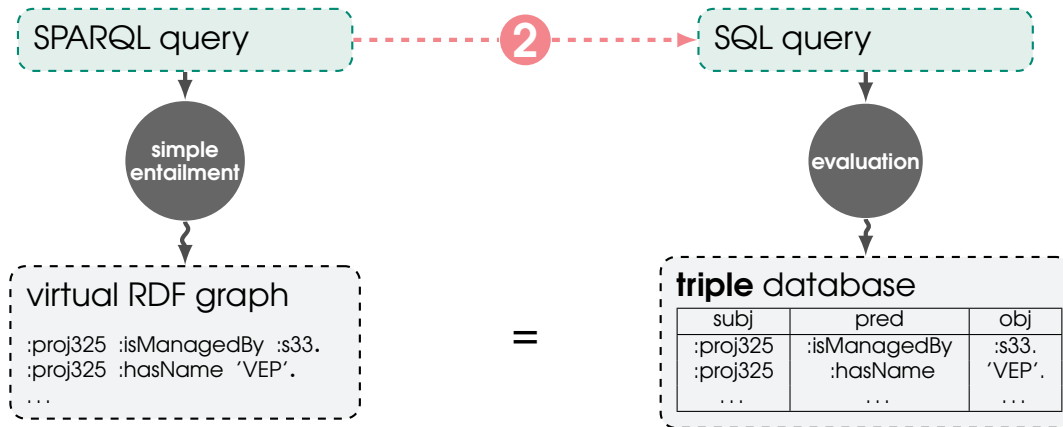 SPARQL query
2
SQL query
simple
entailment
evaluation
virtual RDF graph
:proj325 :isManagedBy :s33.
:proj325 :hasName 'VEP'.
...
=
triple database
subj pred obj
:proj325 :isManagedBy :s33.
:proj325 :hasName 'VEP'.
... ... ...